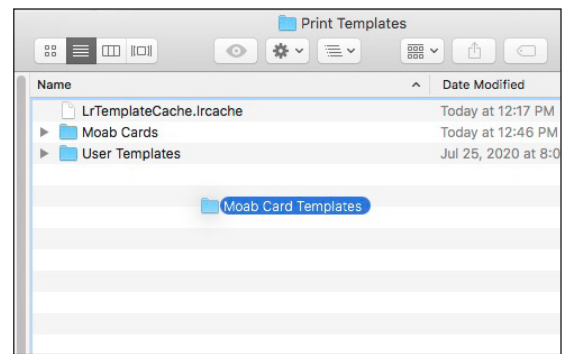 Print Templates
Name Date Modified
LrTemplateCache.lrcache Today at 12:17 PM
Moab Cards Today at 12:46 PM
User Templates Jul 25, 2020 at 8:0
Moab Card Templates